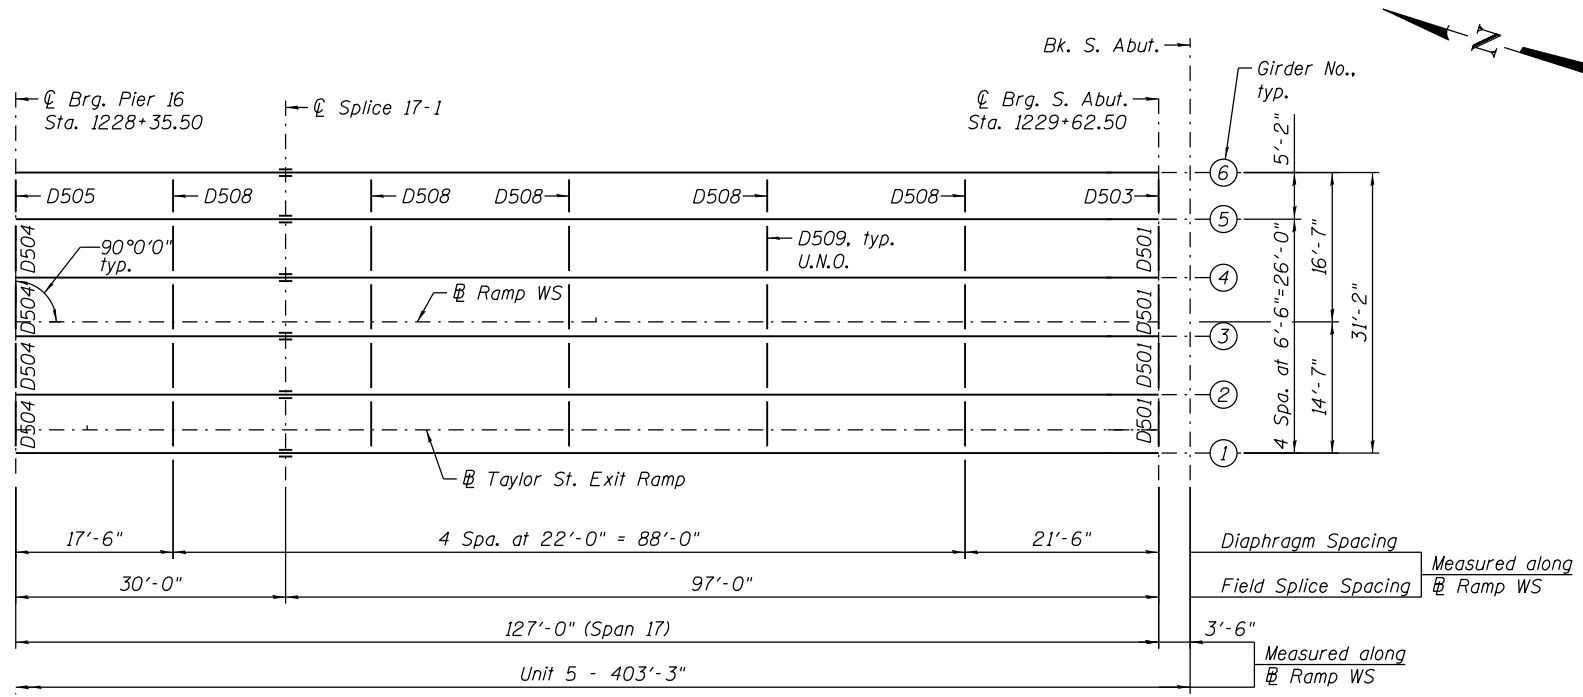 N
Bk. S. Abut.
Girder No.,
typ.
℄ Brg. Pier 16
Sta. 1228+35.50
℄ Splice 17-1
℄ Brg. S. Abut.
Sta. 1229+62.50
5'-2"
6
D505
D508
D508
D508
D508
D508
D503
5
D504
90°0'0"
typ.
D509, typ.
U.N.O.
D501
4
D504
Ramp WS
D501
3
D504
D501
2
D504
D501
1
4 Spa. at 6'-6"=26'-0"
16'-7"
14'-7"
31'-2"
Taylor St. Exit Ramp
17'-6"
4 Spa. at 22'-0" = 88'-0"
21'-6"
Diaphragm Spacing
30'-0"
97'-0"
Field Splice Spacing
Measured along
Ramp WS
127'-0" (Span 17)
3'-6"
Unit 5 - 403'-3"
Measured along
Ramp WS